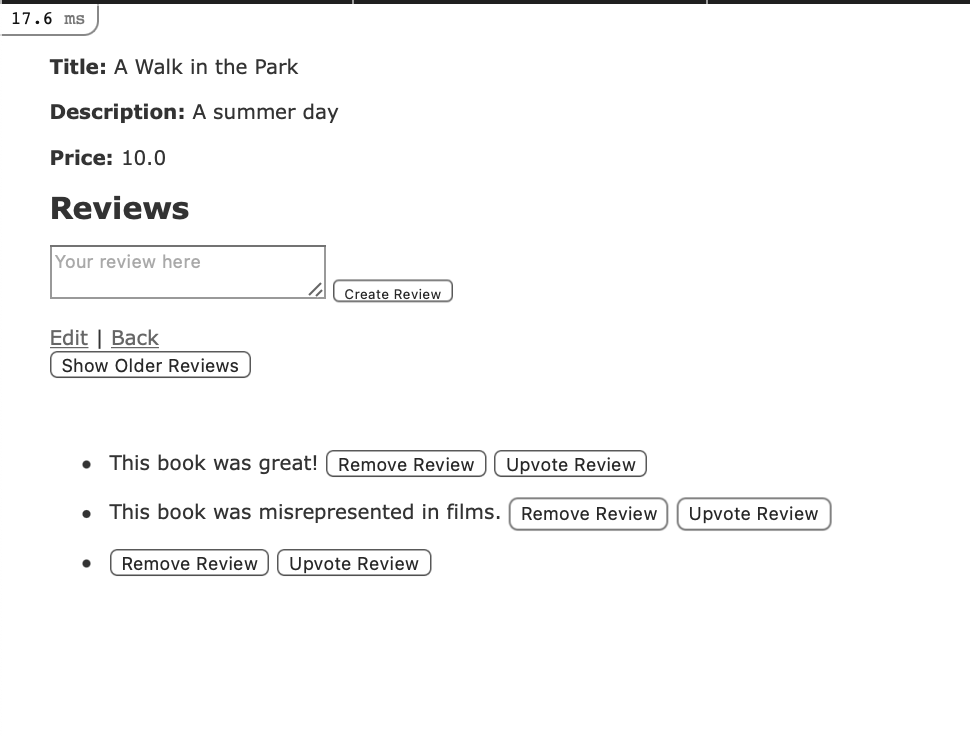 17.6 ms
Title: A Walk in the Park
Description: A summer day
Price: 10.0
Reviews
Your review here
Create Review
Edit | Back
Show Older Reviews
This book was great! Remove Review Upvote Review
This book was misrepresented in films. Remove Review Upvote Review
Remove Review Upvote Review